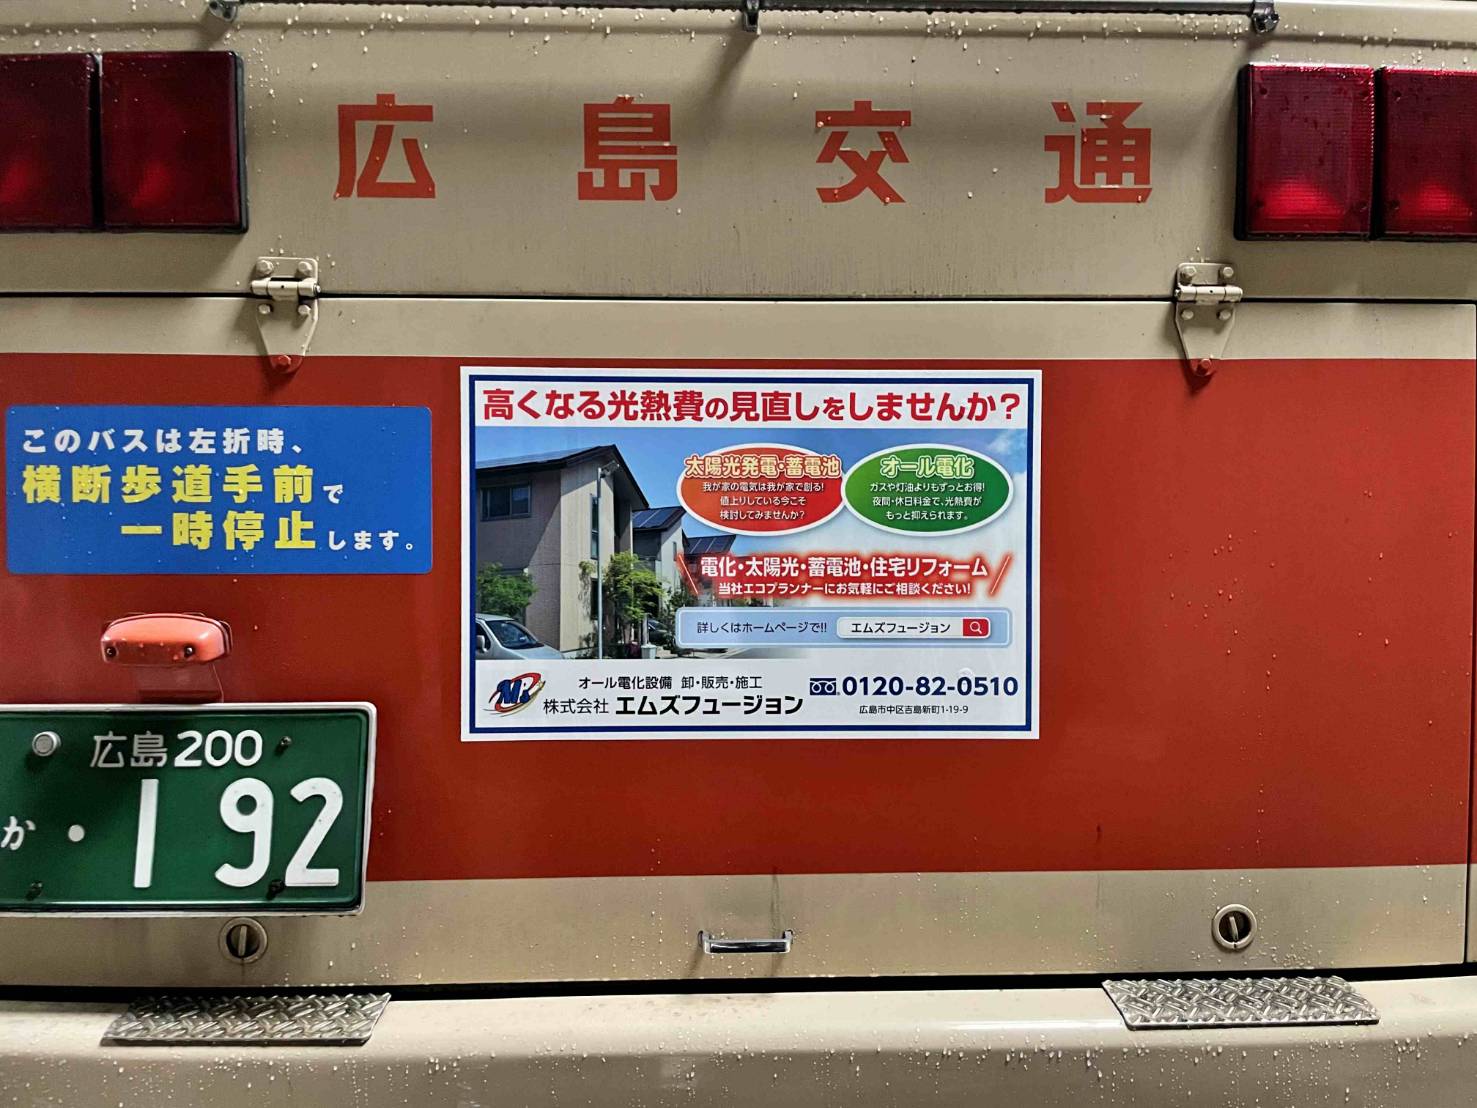 広島交通
このバスは左折時、
横断歩道手前で
一時停止します。
高くなる光熱費の見直しをしませんか？
太陽光発電・蓄電池
我が家の電気は我が家で創る!
値上りしている今こそ
検討してみませんか？
オール電化
ガスや灯油よりもずっとお得!
夜間・休日料金で、光熱費が
もっと抑えられます。
電化・太陽光・蓄電池・住宅リフォーム
当社エコプランナーにお気軽にご相談ください!
詳しくはホームページで!! エムズフュージョン
オール電化設備 卸・販売・施工
株式会社 エムズフュージョン
0120-82-0510
広島市中区吉島新町1-19-9
広島200
か・192